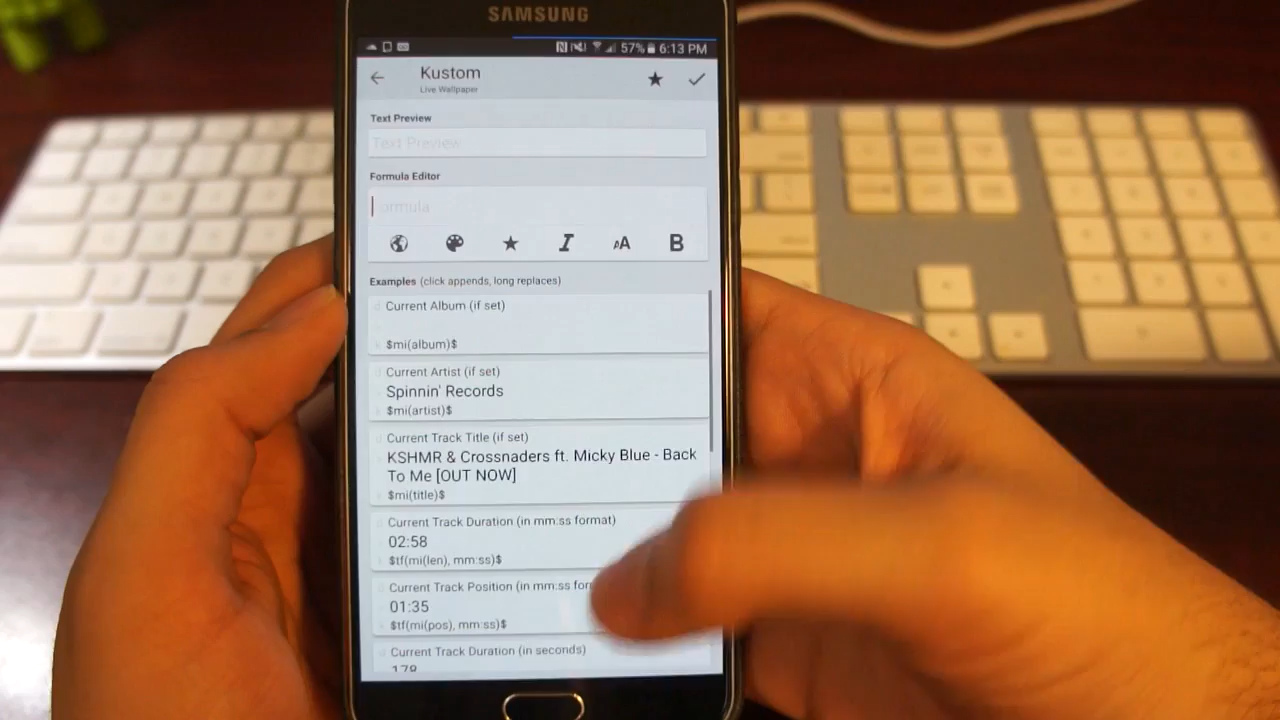 SAMSUNG
57% 6:13 PM
Kustom
Live Wallpaper
Text Preview
Text Preview
Formula Editor
ormula
AA B
Examples (click appends, long replaces)
Current Album (if set)
$mi(album)$
Current Artist (if set)
Spinnin' Records
$mi(artist)$
Current Track Title (if set)
KSHMR & Crossnaders ft. Micky Blue - Back
To Me [OUT NOW]
$mi(title)$
Current Track Duration (in mm:ss format)
02:58
$tf(mi(len), mm:ss)$
Current Track Position (in mm:ss for
01:35
$tf(mi(pos), mm:ss)$
Current Track Duration (in seconds)